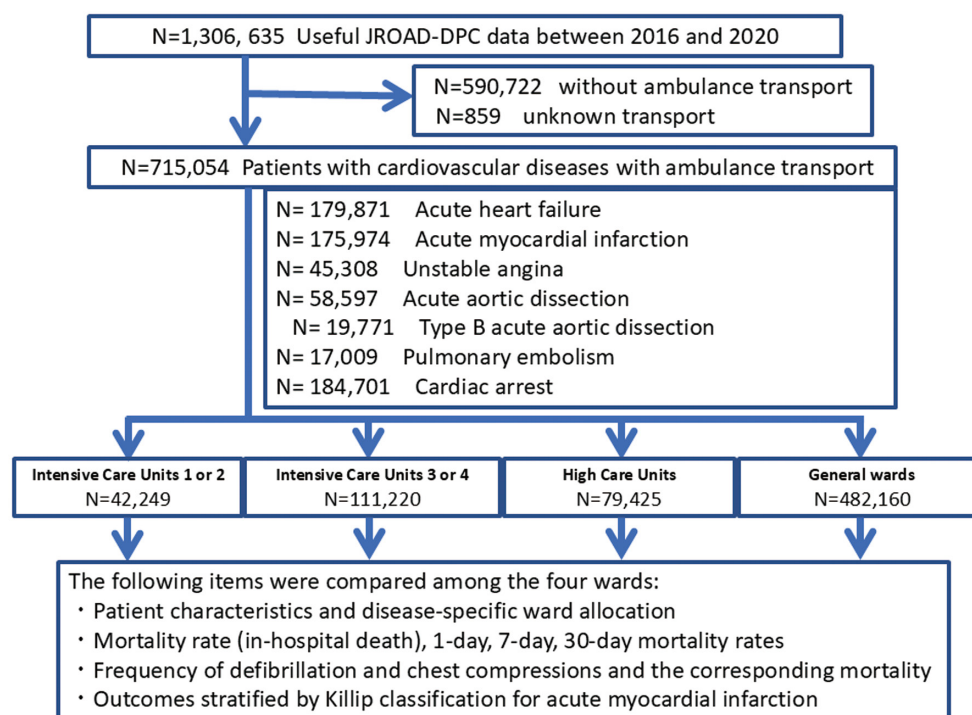 N=1,306, 635 Useful JROAD-DPC data between 2016 and 2020
N=590,722 without ambulance transport
N=859 unknown transport
N=715,054 Patients with cardiovascular diseases with ambulance transport
N= 179,871 Acute heart failure
N= 175,974 Acute myocardial infarction
N= 45,308 Unstable angina
N= 58,597 Acute aortic dissection
N= 19,771 Type B acute aortic dissection
N= 17,009 Pulmonary embolism
N= 184,701 Cardiac arrest
Intensive Care Units 1 or 2
N=42,249
Intensive Care Units 3 or 4
N=111,220
High Care Units
N=79,425
General wards
N=482,160
The following items were compared among the four wards:
・Patient characteristics and disease-specific ward allocation
・Mortality rate (in-hospital death), 1-day, 7-day, 30-day mortality rates
・Frequency of defibrillation and chest compressions and the corresponding mortality
・Outcomes stratified by Killip classification for acute myocardial infarction